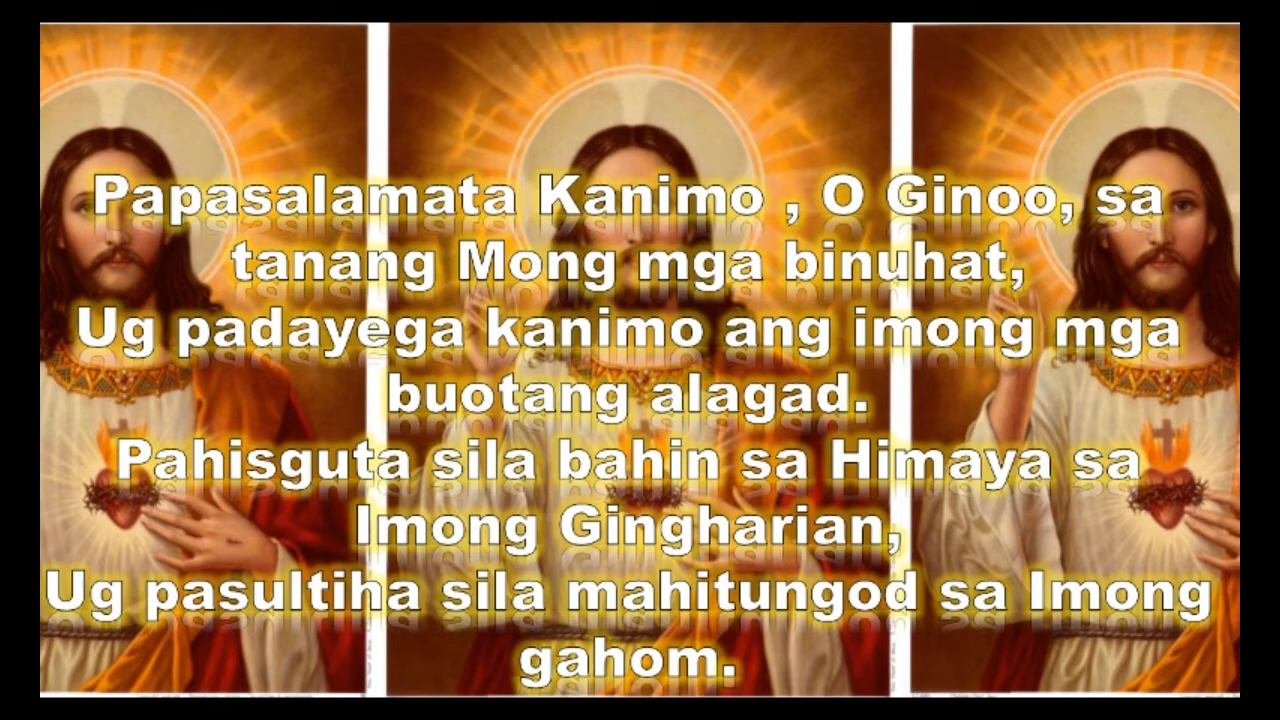 Papasalamata Kanimo , O Ginoo, sa
tanang Mong mga binuhat,
Ug padayega kanimo ang imong mga
buotang alagad.
Pahisguta sila bahin sa Himaya sa
Imong Gingharian,
Ug pasultiha sila mahitungod sa Imong
gahom.